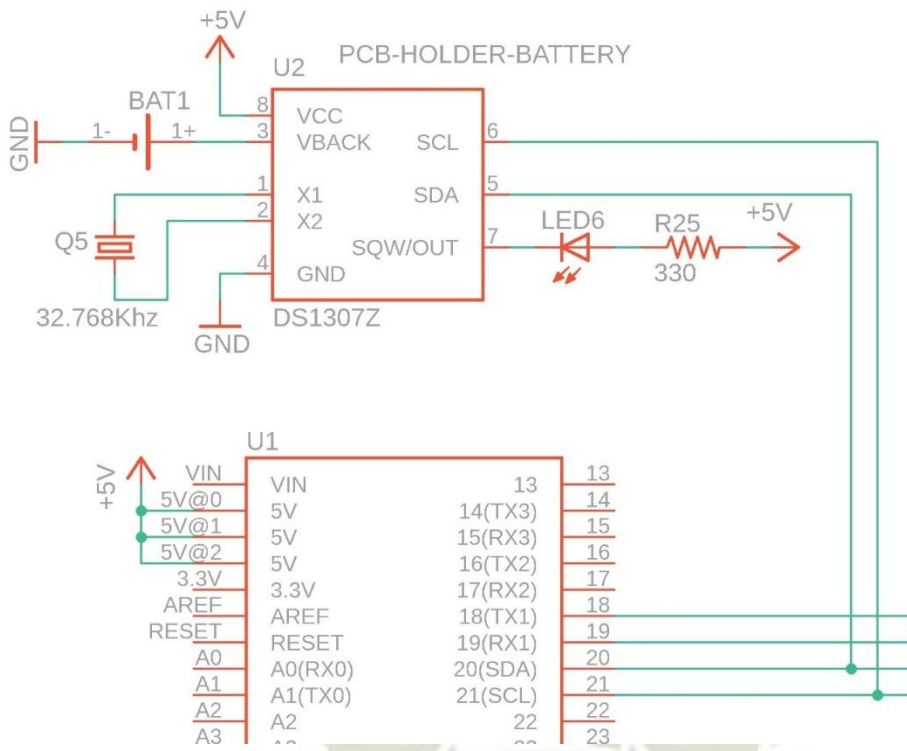 +5V
PCB-HOLDER-BATTERY
U2
BAT1
GND
1-
1+
8
VCC
3
VBACK
SCL
6
1
X1
SDA
5
2
X2
Q5
SQW/OUT
7
LED6
R25
+5V
330
4
GND
32.768Khz
DS1307Z
GND
U1
+5V
VIN
VIN
13
13
5V@0
5V
14(TX3)
14
5V@1
5V
15(RX3)
15
5V@2
5V
16(TX2)
16
3.3V
3.3V
17(RX2)
17
AREF
AREF
18(TX1)
18
RESET
RESET
19(RX1)
19
A0
A0(RX0)
20(SDA)
20
A1
A1(TX0)
21(SCL)
21
A2
A2
22
22
A3
23